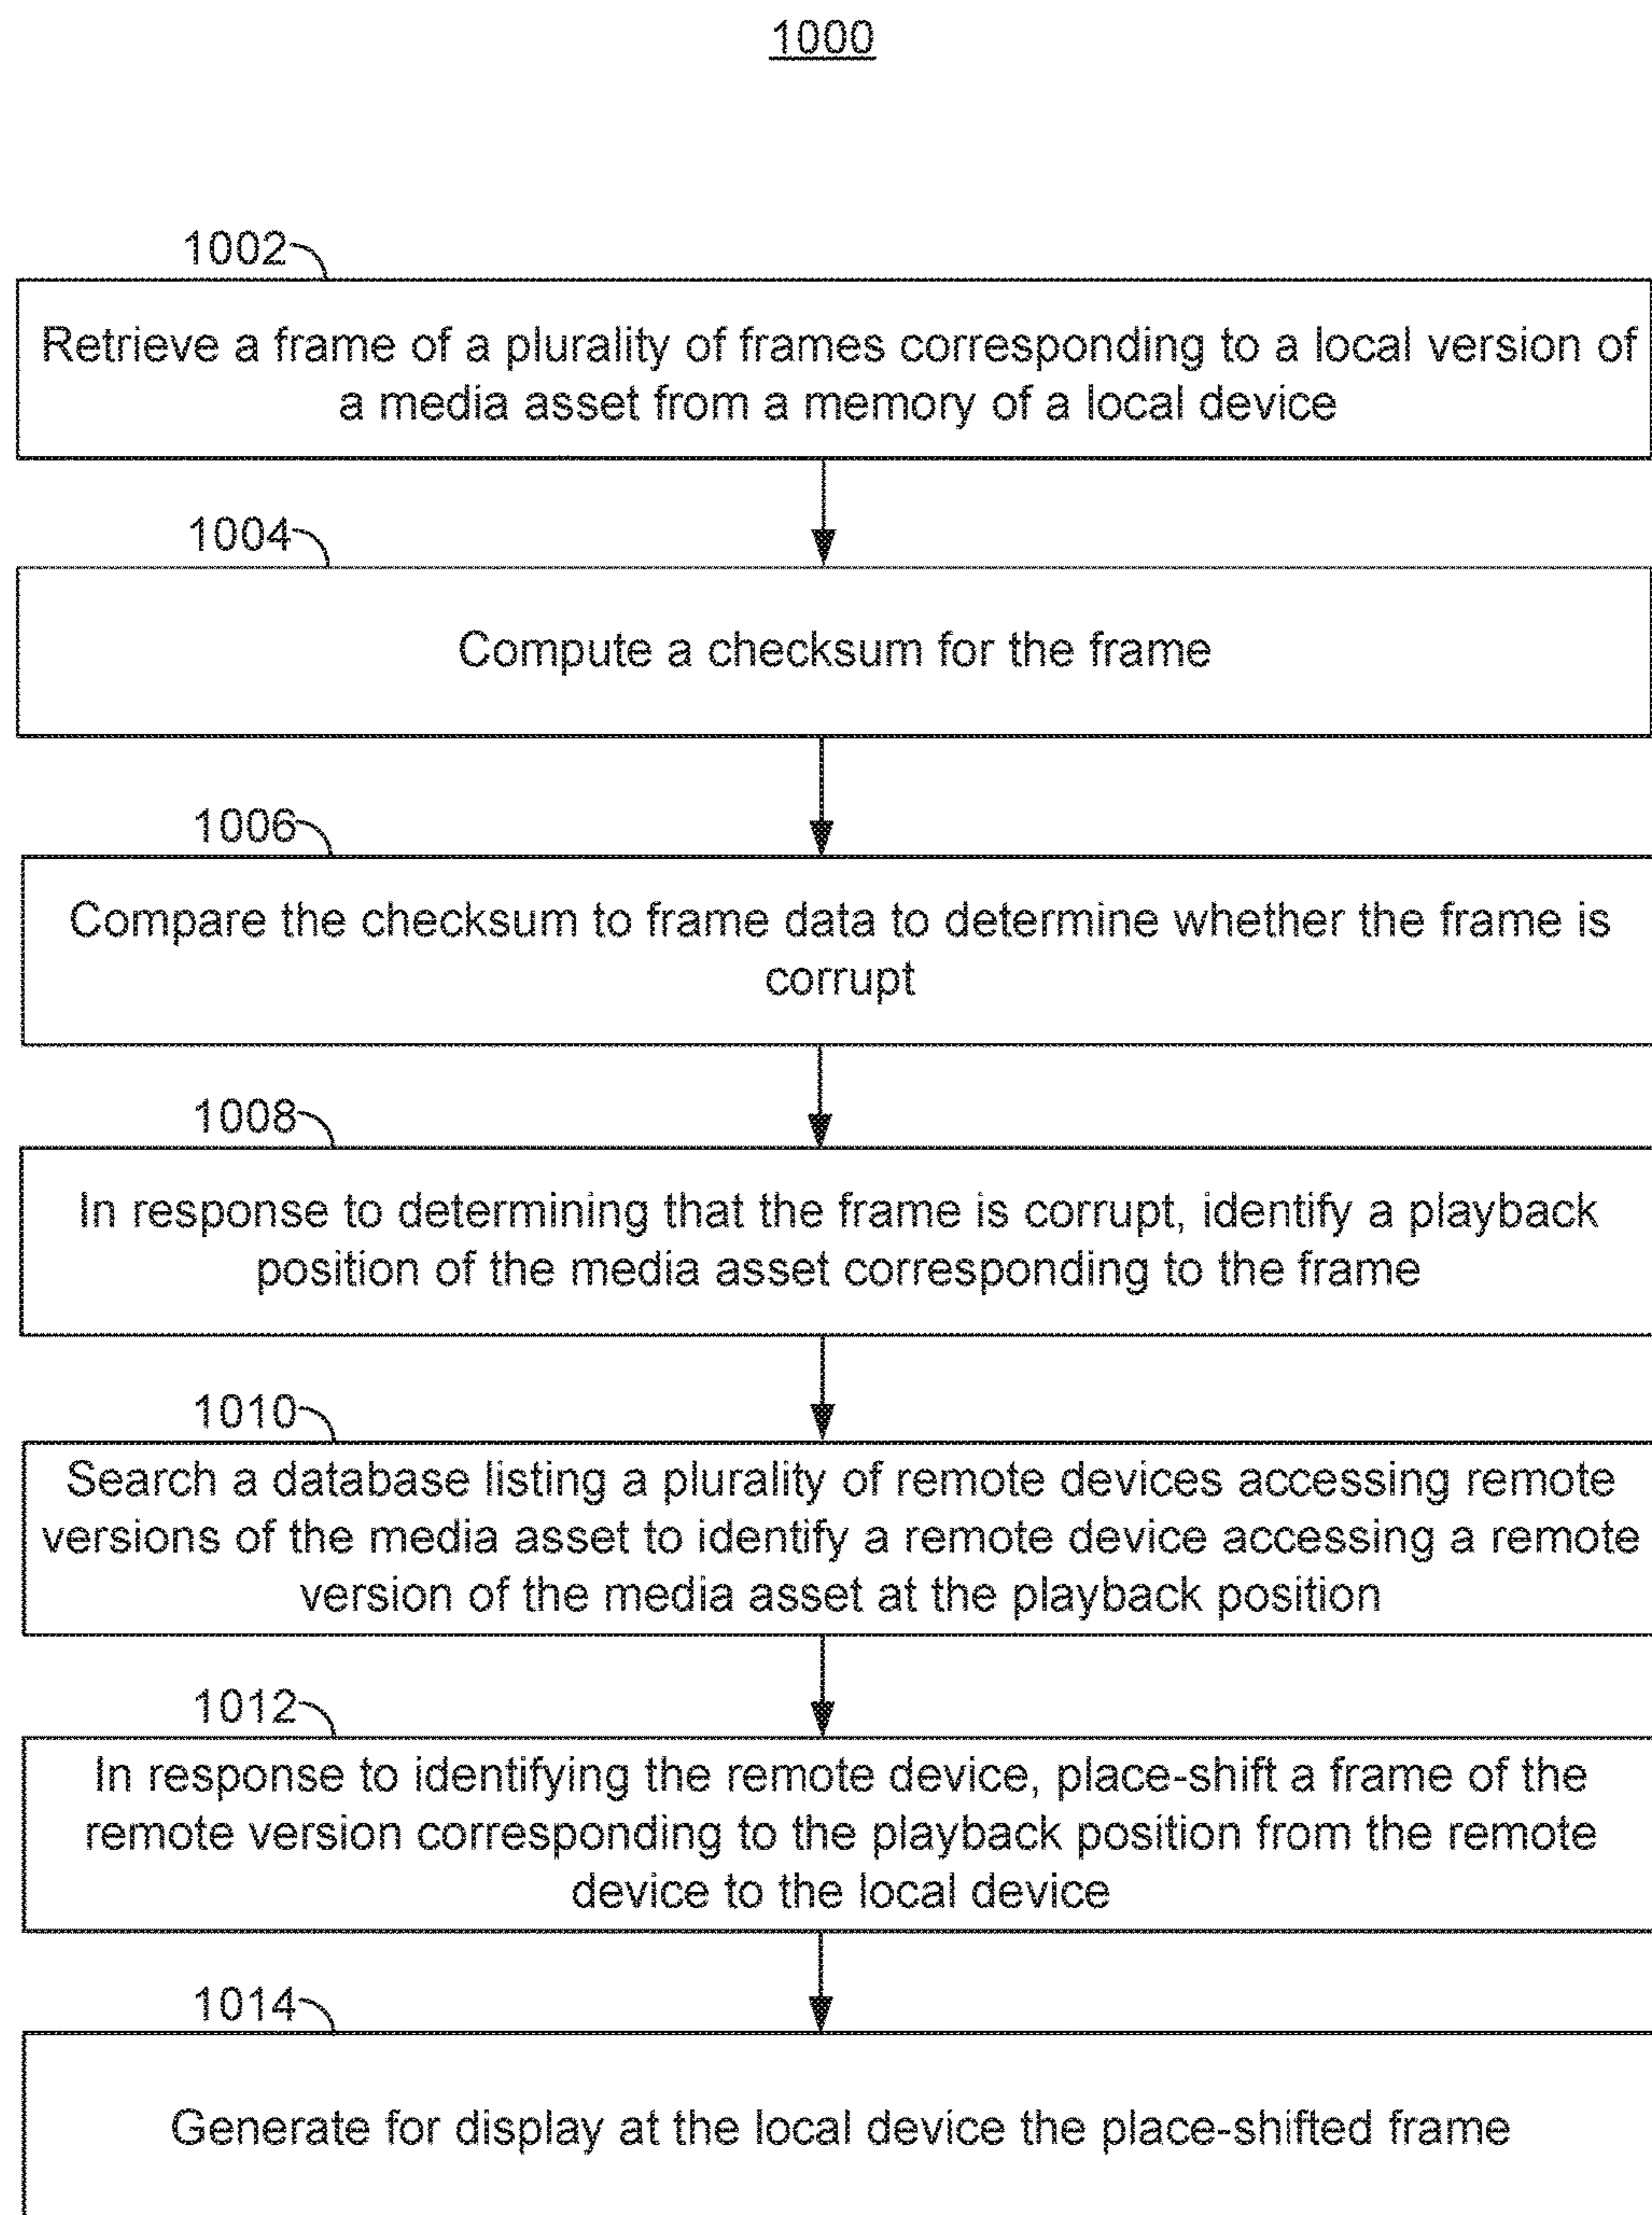 1000
1002
Retrieve a frame of a plurality of frames corresponding to a local version of
a media asset from a memory of a local device
1004
Compute a checksum for the frame
1006
Compare the checksum to frame data to determine whether the frame is
corrupt
1008
In response to determining that the frame is corrupt, identify a playback
position of the media asset corresponding to the frame
1010
Search a database listing a plurality of remote devices accessing remote
versions of the media asset to identify a remote device accessing a remote
version of the media asset at the playback position
1012
In response to identifying the remote device, place-shift a frame of the
remote version corresponding to the playback position from the remote
device to the local device
1014
Generate for display at the local device the place-shifted frame